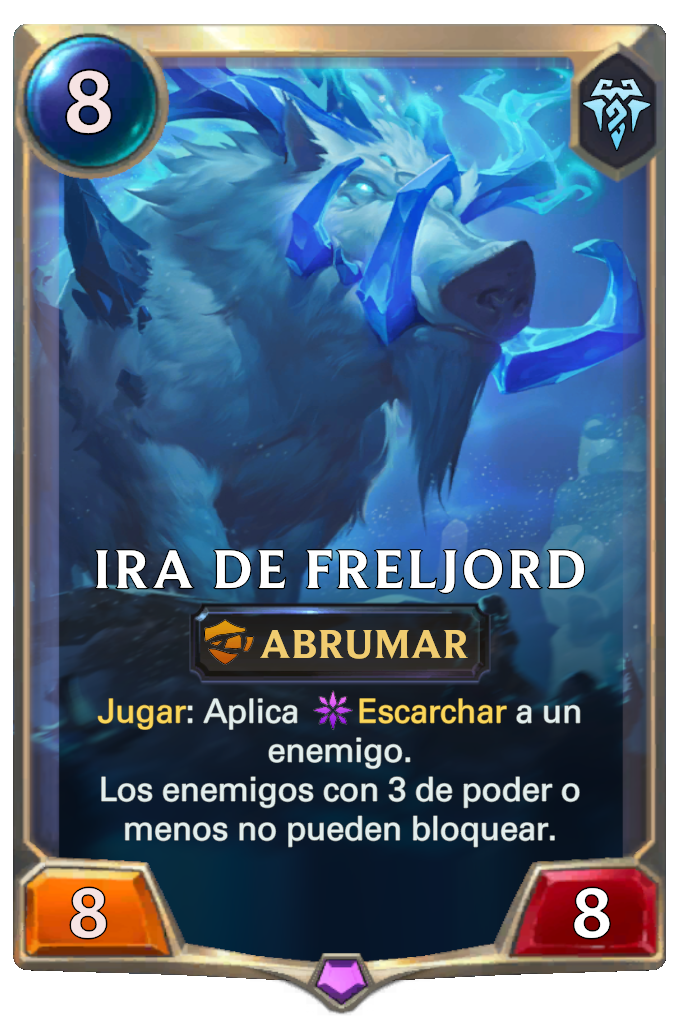 8
IRA DE FRELJORD
ABRUMAR
Jugar: Aplica Escarchar a un
enemigo.
Los enemigos con 3 de poder o
menos no pueden bloquear.
8
8